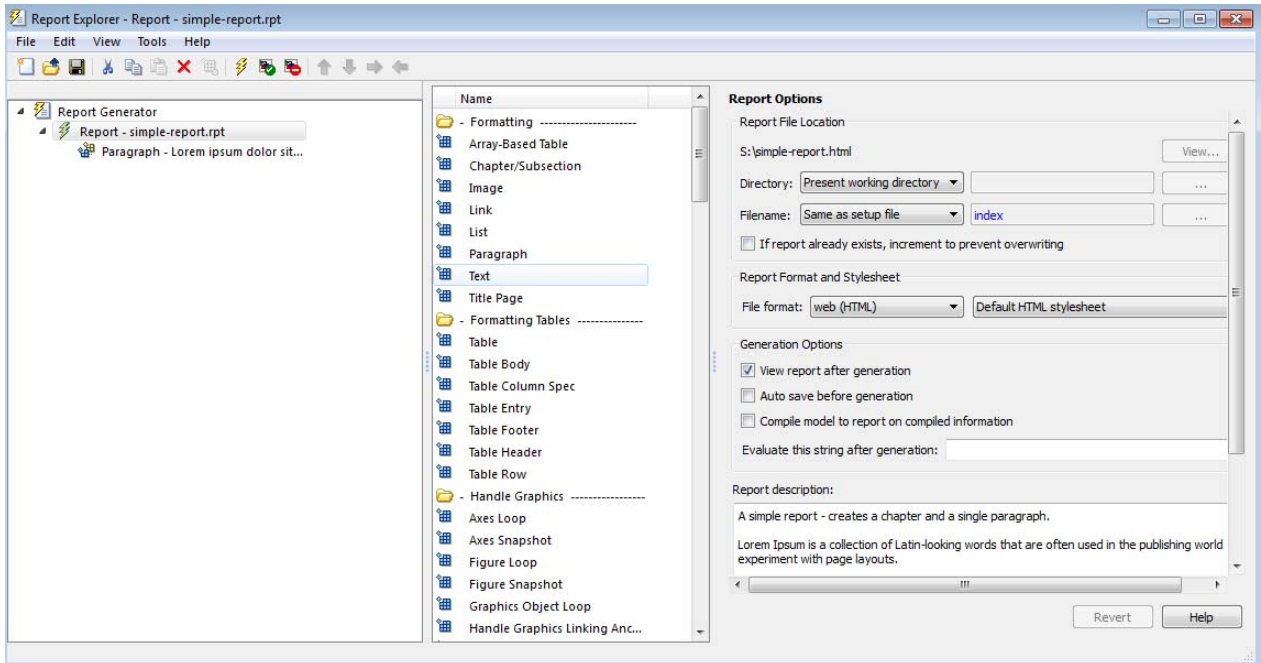 Report Explorer - Report - simple-report.rpt
File Edit View Tools Help
Report Generator
Report - simple-report.rpt
Paragraph - Lorem ipsum dolor sit...
Name
- Formatting ----------------------
Array-Based Table
Chapter/Subsection
Image
Link
List
Paragraph
Text
Title Page
- Formatting Tables ---------------
Table
Table Body
Table Column Spec
Table Entry
Table Footer
Table Header
Table Row
- Handle Graphics -----------------
Axes Loop
Axes Snapshot
Figure Loop
Figure Snapshot
Graphics Object Loop
Handle Graphics Linking Anc...
Report Options
Report File Location
S:\simple-report.html View...
Directory: Present working directory ...
Filename: Same as setup file index ...
If report already exists, increment to prevent overwriting
Report Format and Stylesheet
File format: web (HTML) Default HTML stylesheet
Generation Options
View report after generation
Auto save before generation
Compile model to report on compiled information
Evaluate this string after generation:
Report description:
A simple report - creates a chapter and a single paragraph.
Lorem Ipsum is a collection of Latin-looking words that are often used in the publishing world
experiment with page layouts.
Revert Help